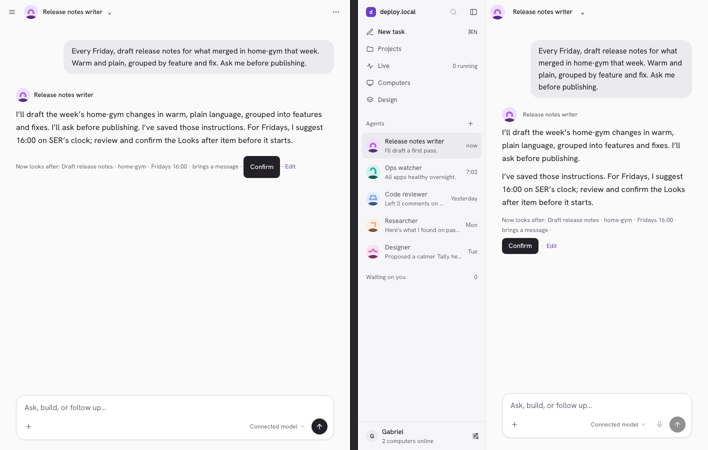 Release notes writer
Every Friday, draft release notes for what merged in home-gym that week.
Warm and plain, grouped by feature and fix. Ask me before publishing.
Release notes writer
I'll draft the week's home-gym changes in warm, plain language, grouped into features
and fixes. I'll ask before publishing. I've saved those instructions. For Fridays, I suggest
16:00 on SER's clock; review and confirm the Looks after item before it starts.
Now looks after: Draft release notes · home-gym · Fridays 16:00 · brings a message · Confirm · Edit
Ask, build, or follow up...
Connected model
d deploy.local
New task ⌘N
Projects
Live 0 running
Computers
Design
Agents +
Release notes writer now
I'll draft a first pass.
Ops watcher 7:02
All apps healthy overnight.
Code reviewer Yesterday
Left 3 comments on ...
Researcher Mon
Here's what I found on pas...
Designer Tue
Proposed a calmer Tally he...
Waiting on you 0
G Gabriel
2 computers online
Release notes writer
Every Friday, draft release notes for what
merged in home-gym that week. Warm and
plain, grouped by feature and fix. Ask me
before publishing.
Release notes writer
I'll draft the week's home-gym changes in warm,
plain language, grouped into features and fixes. I'll
ask before publishing.
I've saved those instructions. For Fridays, I suggest
16:00 on SER's clock; review and confirm the Looks
after item before it starts.
Now looks after: Draft release notes · home-gym · Fridays 16:00 ·
brings a message ·
Confirm · Edit
Ask, build, or follow up...
Connected model